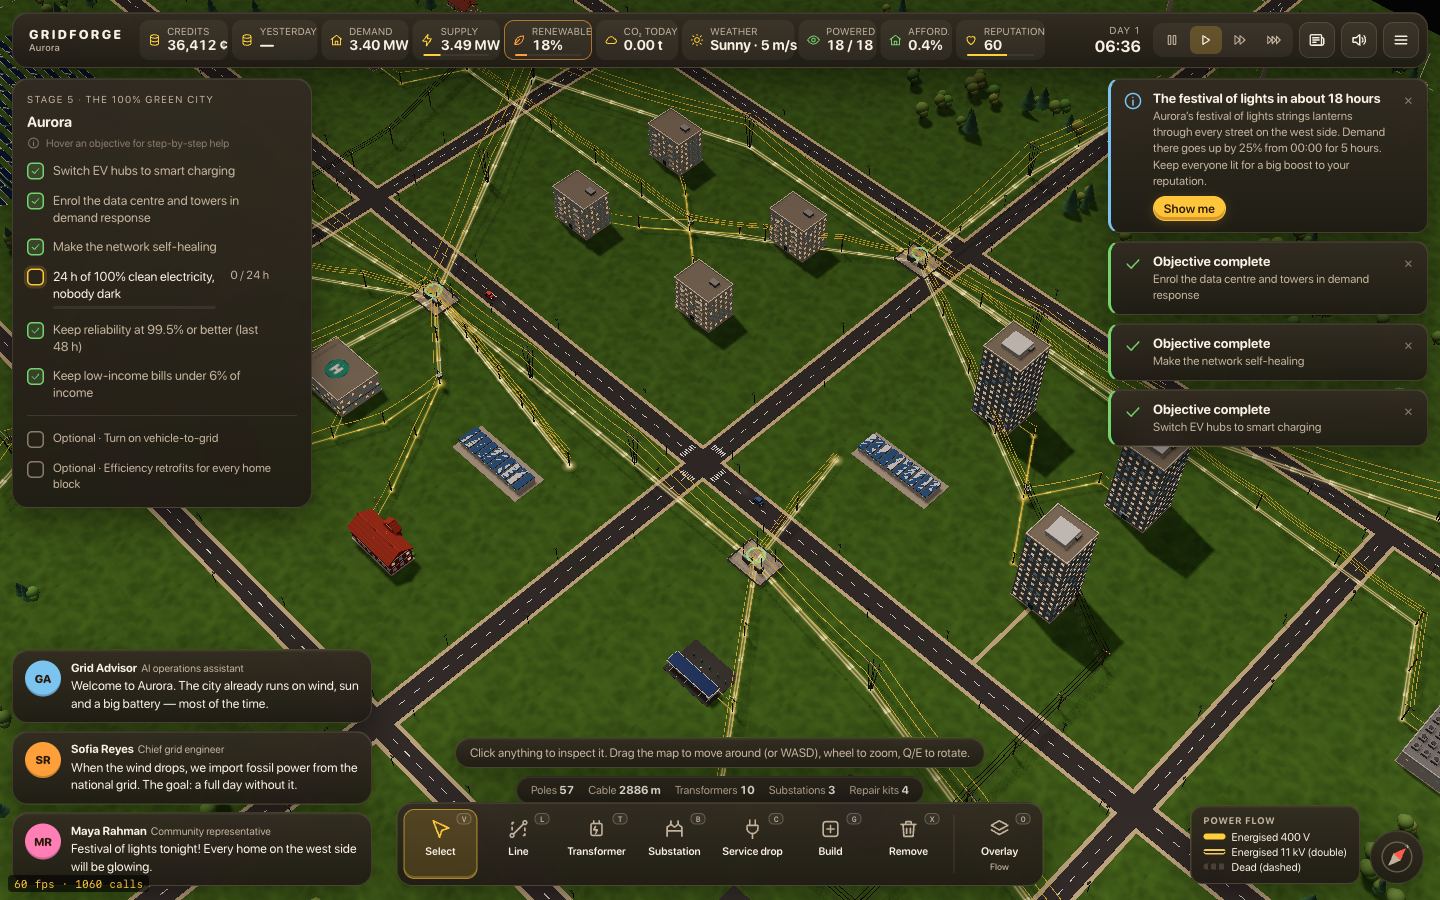 GRIDFORGE
Aurora
CREDITS
36,412 ¢
YESTERDAY
—
DEMAND
3.40 MW
SUPPLY
3.49 MW
RENEWABLE
18%
CO₂ TODAY
0.00 t
WEATHER
Sunny · 5 m/s
POWERED
18 / 18
AFFORD.
0.4%
REPUTATION
60
DAY 1
06:36
STAGE 5 · THE 100% GREEN CITY
Aurora
Hover an objective for step-by-step help
Switch EV hubs to smart charging
Enrol the data centre and towers in
demand response
Make the network self-healing
24 h of 100% clean electricity,
nobody dark
0 / 24 h
Keep reliability at 99.5% or better (last
48 h)
Keep low-income bills under 6% of
income
Optional · Turn on vehicle-to-grid
Optional · Efficiency retrofits for every home
block
The festival of lights in about 18 hours
Aurora's festival of lights strings lanterns
through every street on the west side. Demand
there goes up by 25% from 00:00 for 5 hours.
Keep everyone lit for a big boost to your
reputation.
Show me
Objective complete
Enrol the data centre and towers in demand
response
Objective complete
Make the network self-healing
Objective complete
Switch EV hubs to smart charging
H
GA
Grid Advisor AI operations assistant
Welcome to Aurora. The city already runs on wind, sun
and a big battery — most of the time.
SR
Sofia Reyes Chief grid engineer
When the wind drops, we import fossil power from the
national grid. The goal: a full day without it.
MR
Maya Rahman Community representative
Festival of lights tonight! Every home on the west side
will be glowing.
60 fps · 1060 calls
Click anything to inspect it. Drag the map to move around (or WASD), wheel to zoom, Q/E to rotate.
Poles 57 Cable 2886 m Transformers 10 Substations 3 Repair kits 4
V
Select
L
Line
T
Transformer
B
Substation
C
Service drop
G
Build
X
Remove
O
Overlay
Flow
POWER FLOW
Energised 400 V
Energised 11 kV (double)
Dead (dashed)